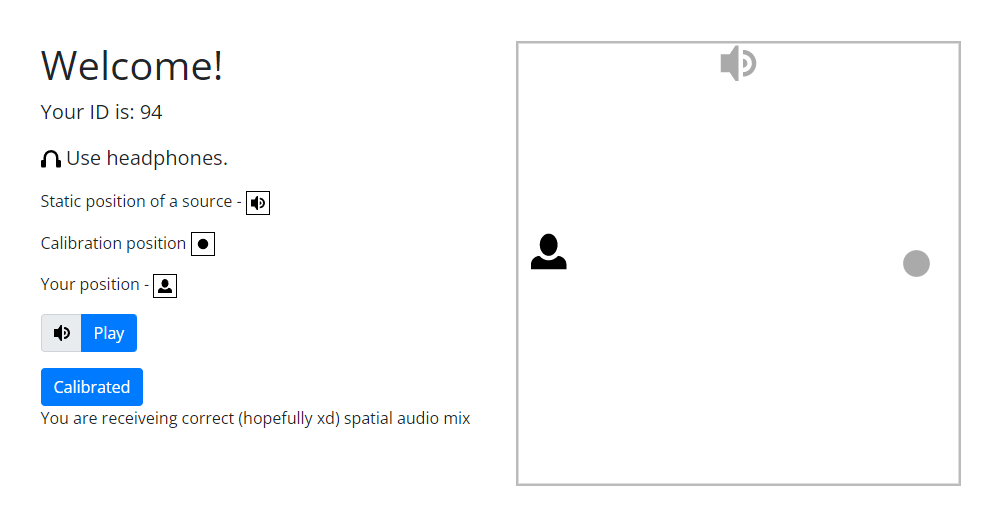 Welcome!
Your ID is: 94
Use headphones.
Static position of a source -
Calibration position
Your position -
Play
Calibrated
You are receiveing correct (hopefully xd) spatial audio mix